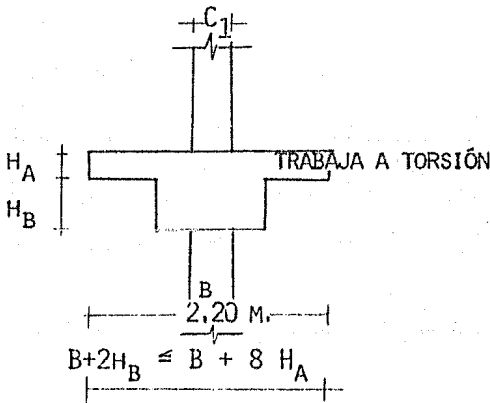 C1
HA
TRABAJA A TORSIÓN
HB
B
2.20 M.
B+2HB ≤ B + 8 HA